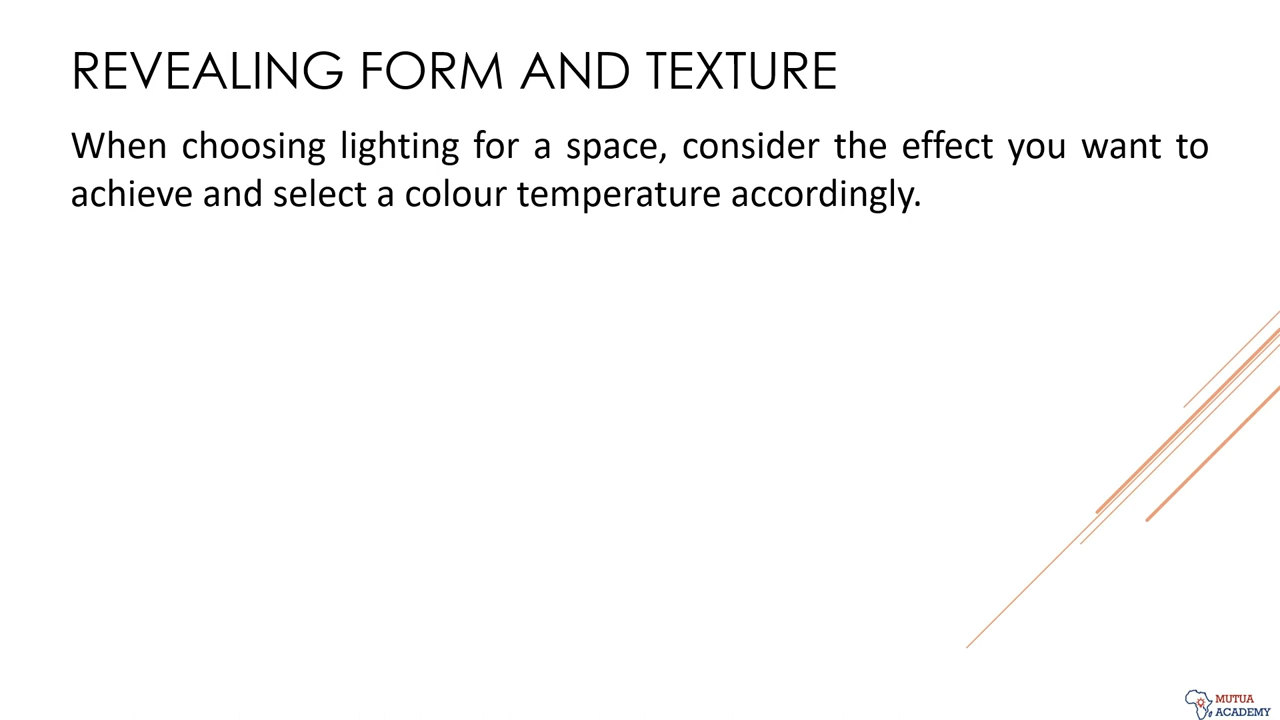 REVEALING FORM AND TEXTURE
When choosing lighting for a space, consider the effect you want to
achieve and select a colour temperature accordingly.
MUTUA
ACADEMY